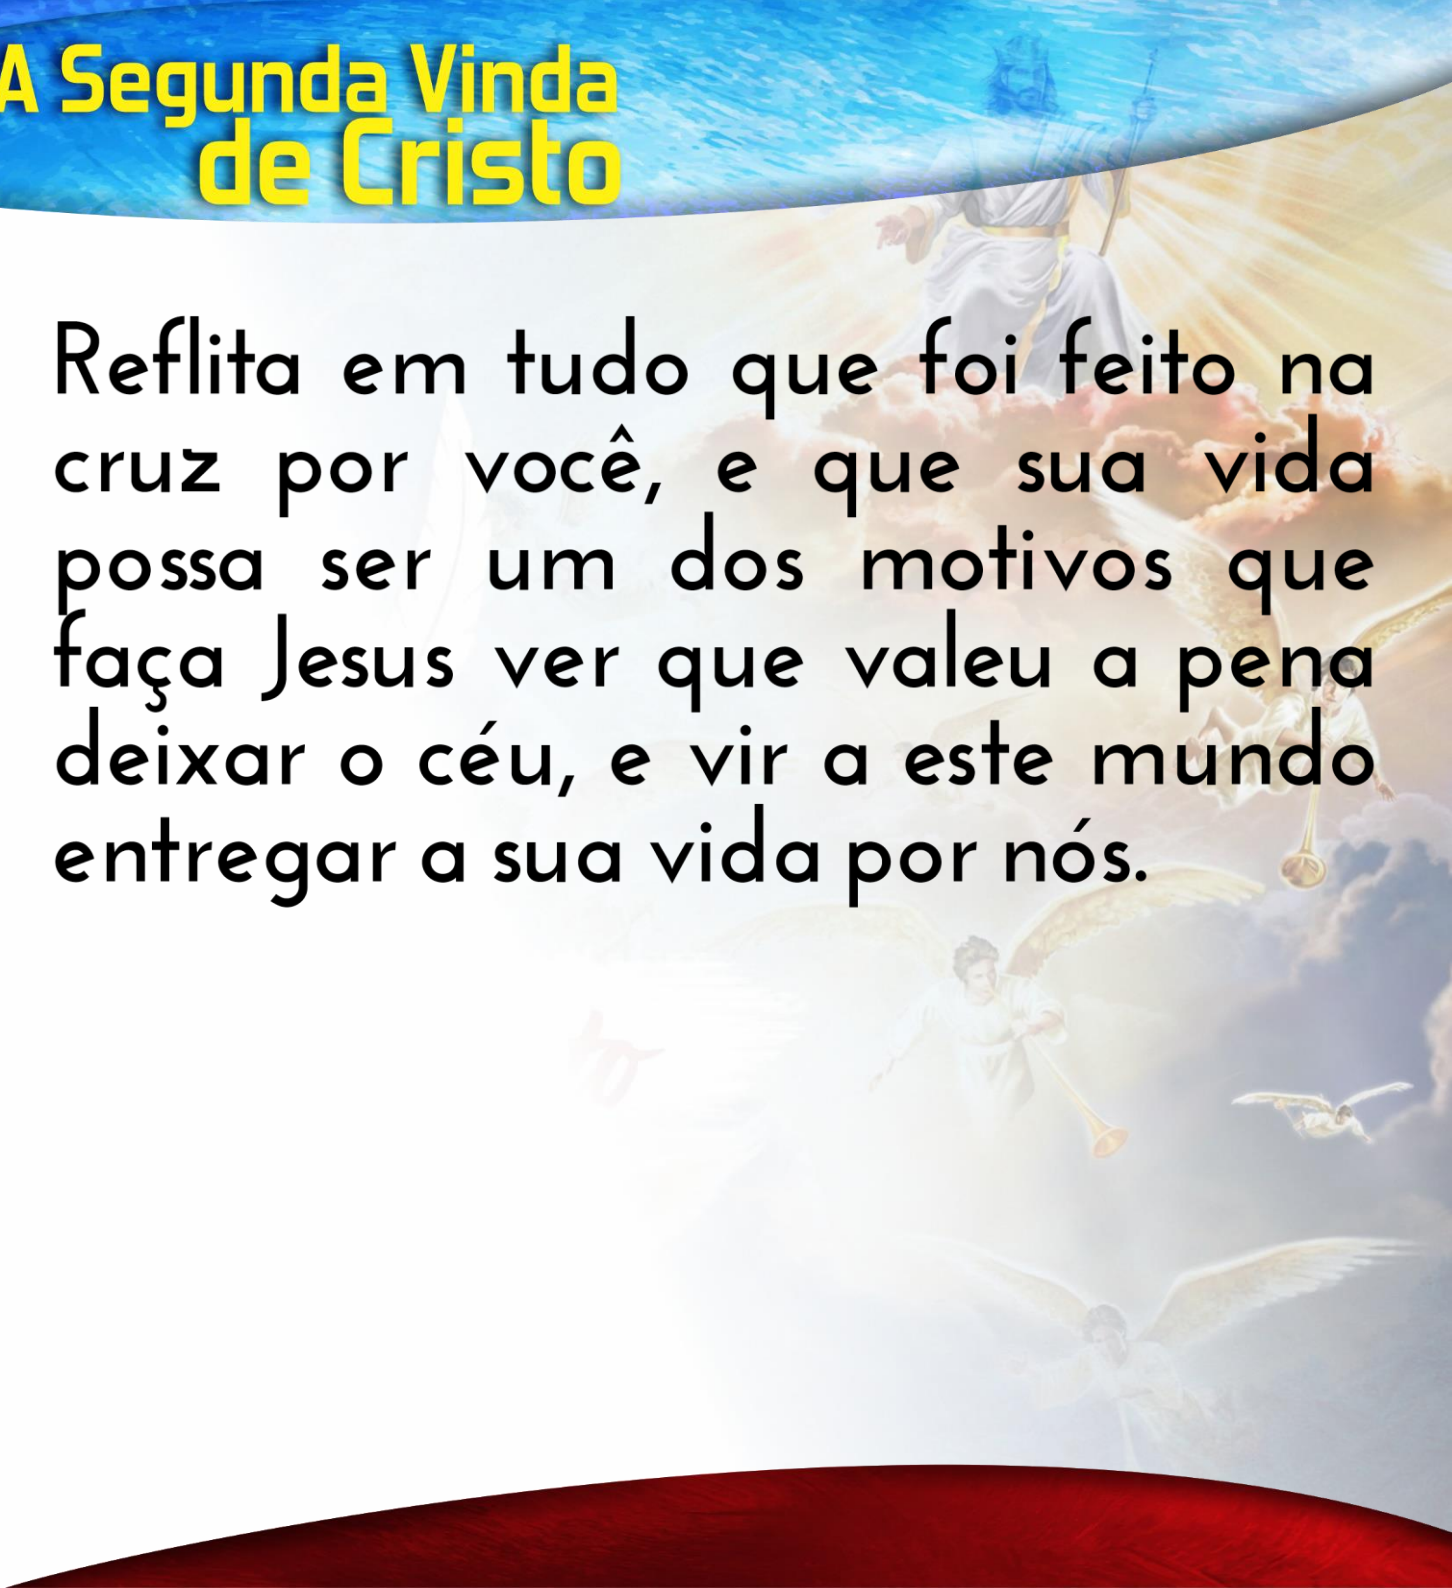 A Segunda Vinda
de Cristo
Reflita em tudo que foi feito na
cruz por você, e que sua vida
possa ser um dos motivos que
faça Jesus ver que valeu a pena
deixar o céu, e vir a este mundo
entregar a sua vida por nós.